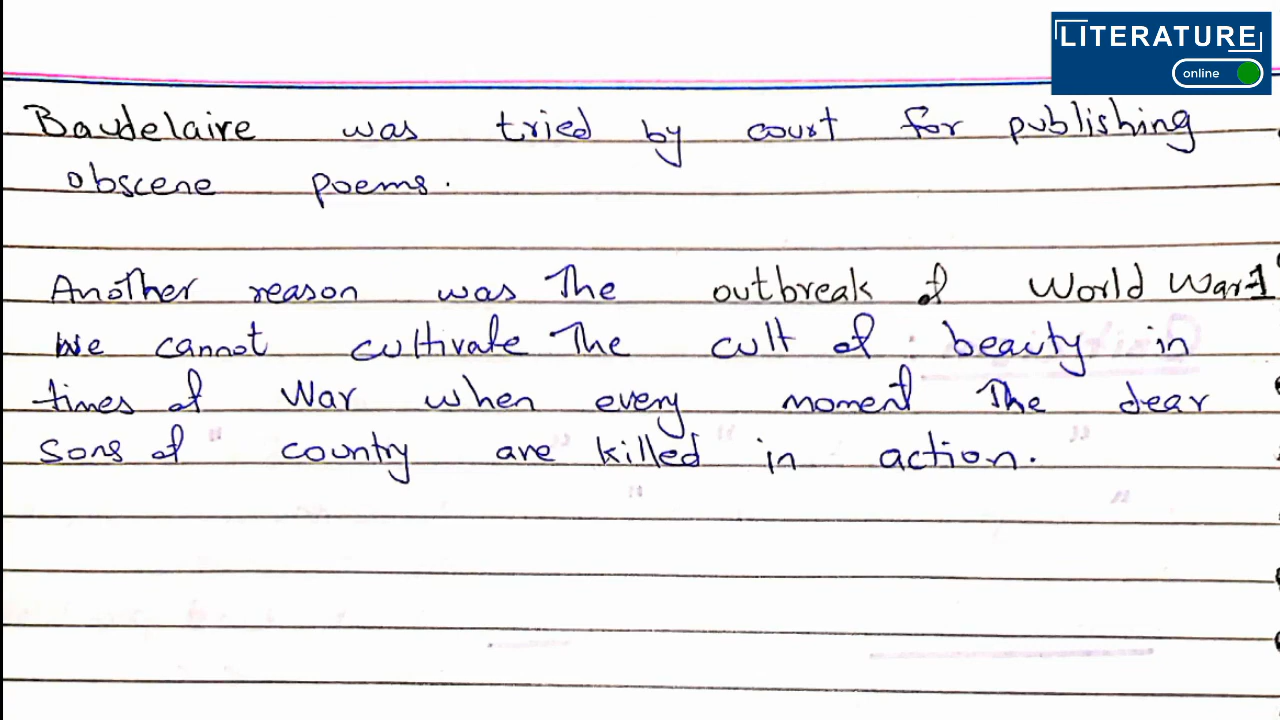 LITERATURE
online
Baudelaire was tried by court for publishing
obscene poems.
Another reason was The outbreak of World War 1
We cannot cultivate The cult of beauty in
times of War when every moment The dear
sons of country are killed in action.